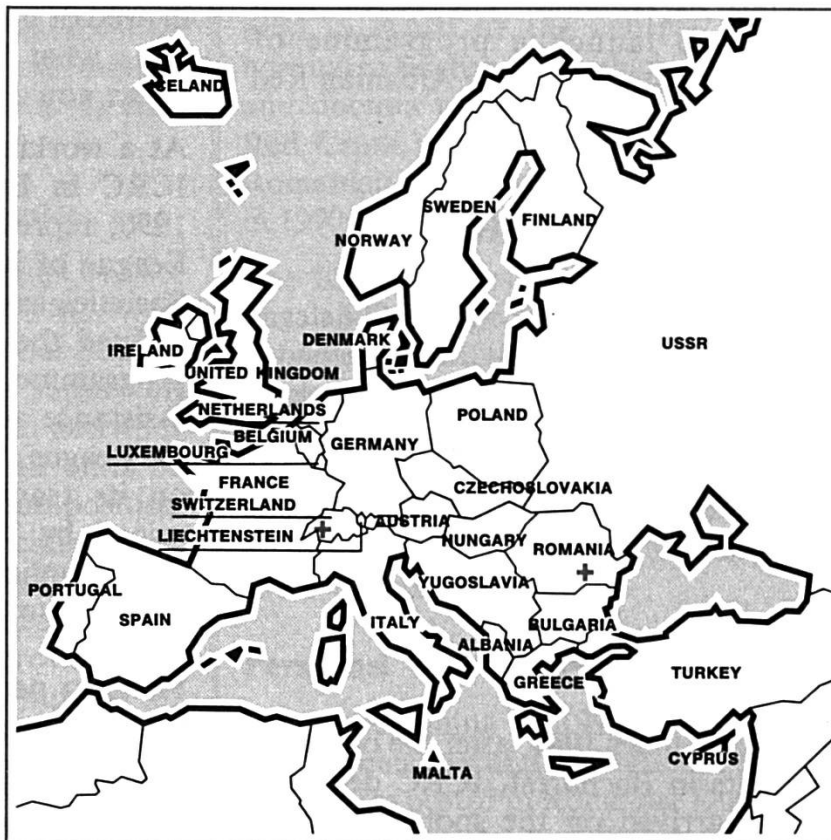 ICELAND
SWEDEN
FINLAND
NORWAY
DENMARK
IRELAND
USSR
UNITED KINGDOM
NETHERLANDS
POLAND
BELGIUM
GERMANY
LUXEMBOURG
FRANCE
CZECHOSLOVAKIA
SWITZERLAND
AUSTRIA
LIECHTENSTEIN
HUNGARY
ROMANIA
YUGOSLAVIA
PORTUGAL
SPAIN
ITALY
BULGARIA
ALBANIA
TURKEY
GREECE
CYPRUS
MALTA